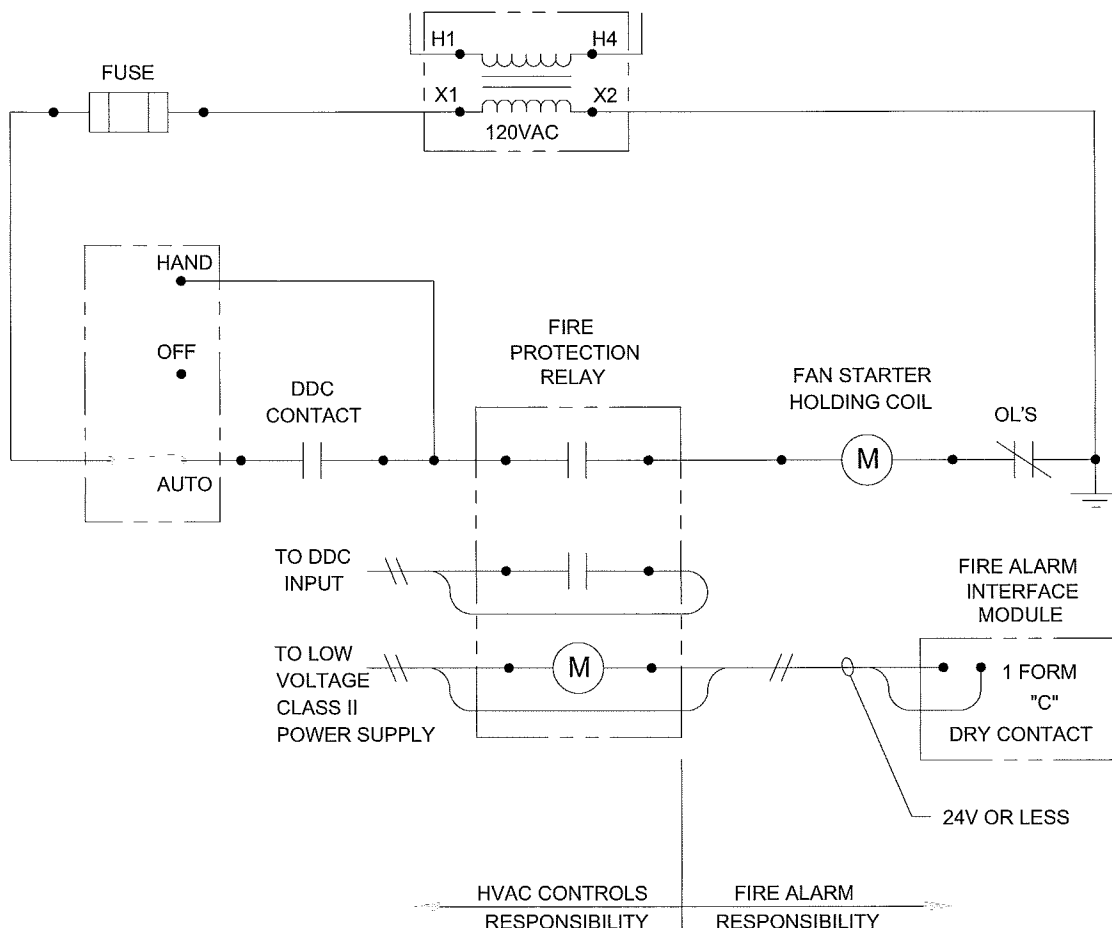 H1
H4
FUSE
X1
X2
120VAC
HAND
OFF
AUTO
DDC
CONTACT
FIRE
PROTECTION
RELAY
FAN STARTER
HOLDING COIL
OL'S
M
TO DDC
INPUT
FIRE ALARM
INTERFACE
MODULE
TO LOW
VOLTAGE
CLASS II
POWER SUPPLY
M
1 FORM
"C"
DRY CONTACT
24V OR LESS
HVAC CONTROLS
RESPONSIBILITY
FIRE ALARM
RESPONSIBILITY